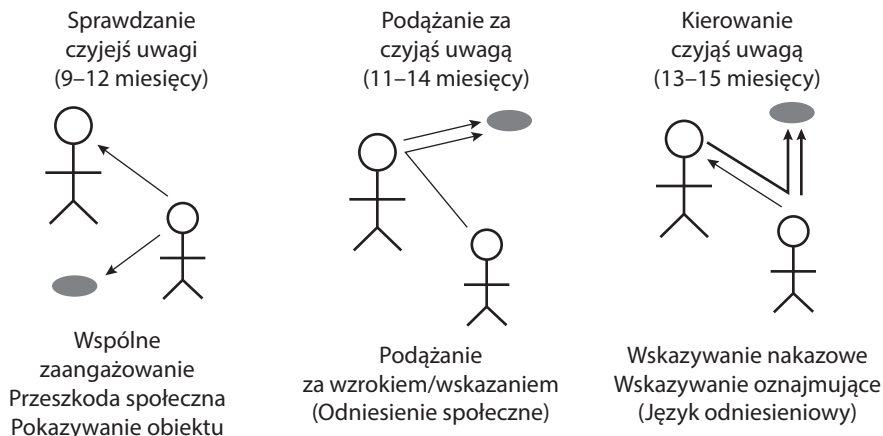 Sprawdzanie
czyjejś uwagi
(9–12 miesięcy)
Wspólne
zaangażowanie
Przeszkoda społeczna
Pokazywanie obiektu
Podążanie za
czyjąś uwagą
(11–14 miesięcy)
Podążanie
za wzrokiem/wskazaniem
(Odniesienie społeczne)
Kierowanie
czyjąś uwagą
(13–15 miesięcy)
Wskazywanie nakazowe
Wskazywanie oznajmujące
(Język odniesieniowy)